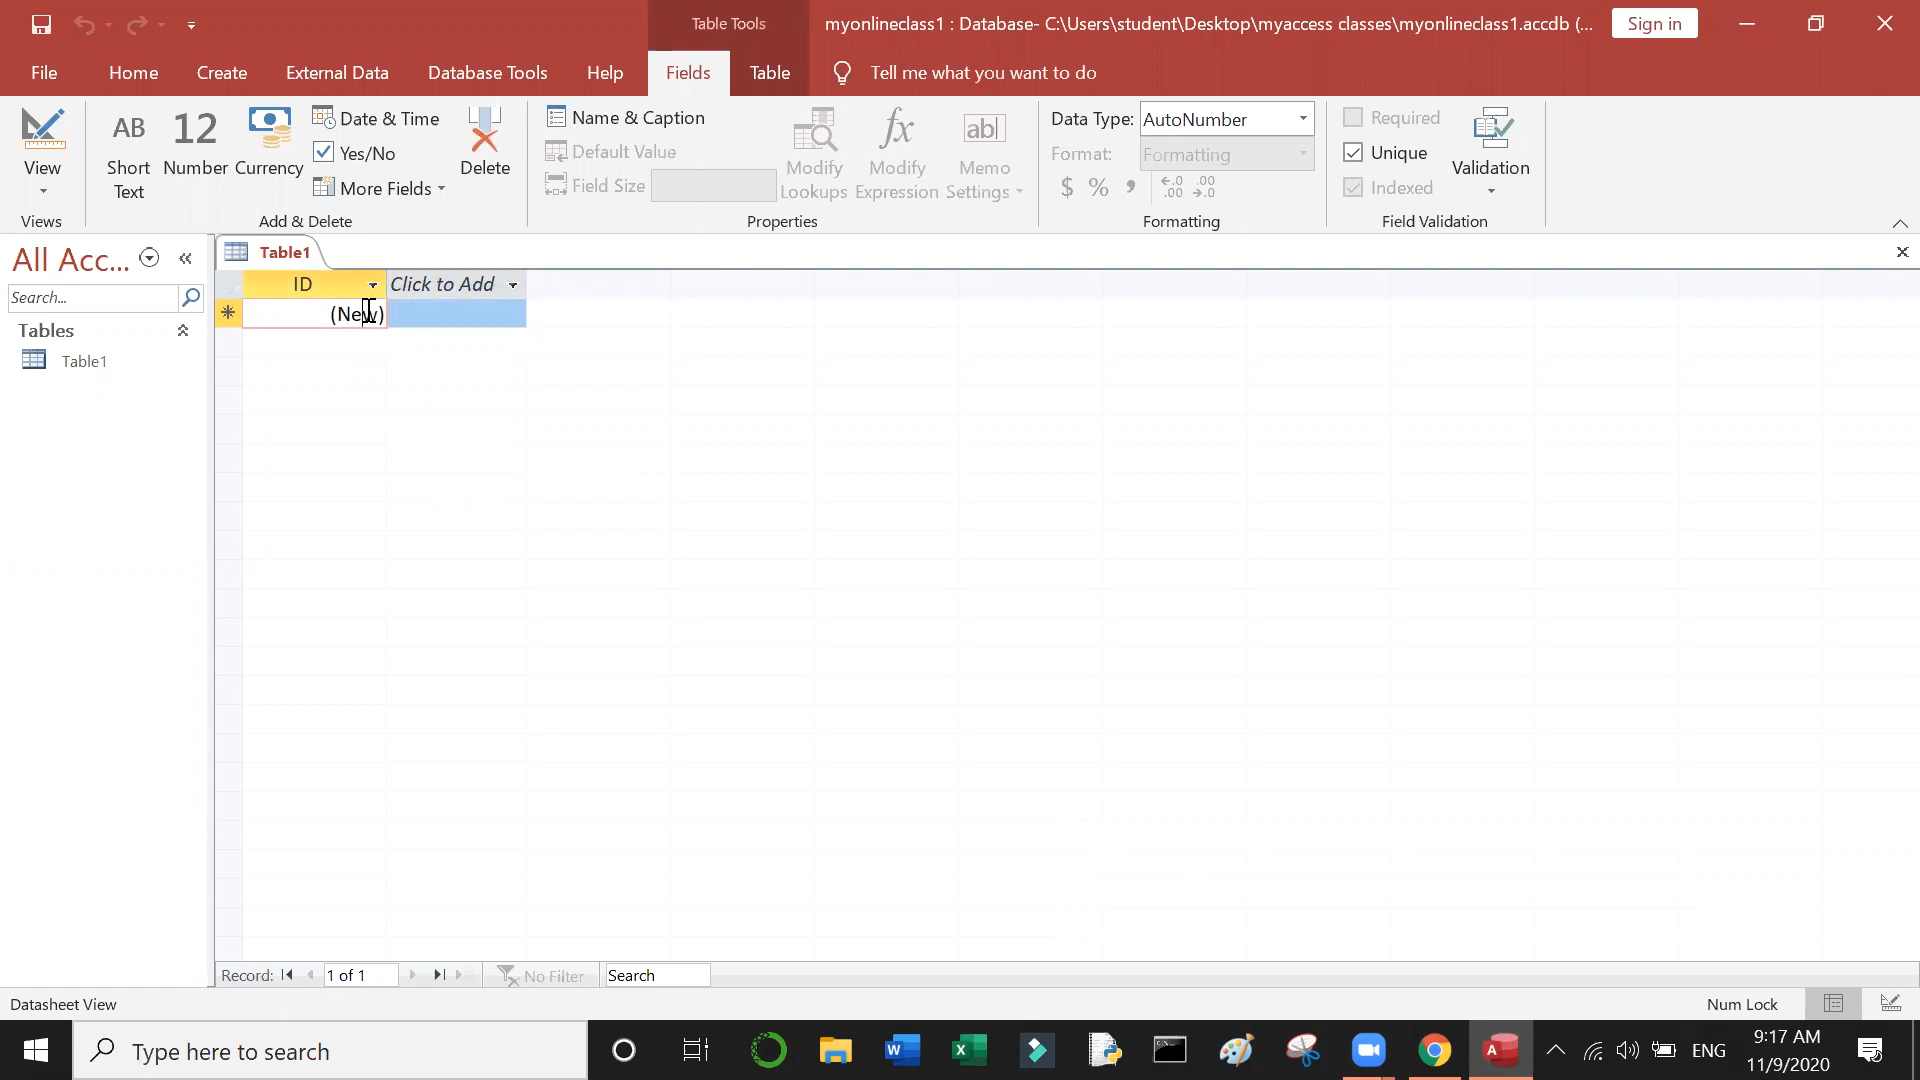 Table Tools
myonlineclass1 : Database- C:\Users\student\Desktop\myaccess classes\myonlineclass1.accdb (...
Sign in
File
Home
Create
External Data
Database Tools
Help
Fields
Table
Tell me what you want to do
View
Views
AB
Short
Text
12
Number
Currency
Date & Time
Yes/No
More Fields
Delete
Add & Delete
Name & Caption
Default Value
Field Size
Modify
Lookups
fx
Modify
Expression
ab
Memo
Settings
Properties
Data Type:
AutoNumber
Format:
Formatting
$ % , ←.0 .00
.00 →.0
Formatting
Required
Unique
Indexed
Validation
Field Validation
All Acc...
Search...
Tables
Table1
Table1
ID
Click to Add
(New)
Record:
1 of 1
No Filter
Search
Datasheet View
Num Lock
Type here to search
ENG
9:17 AM
11/9/2020